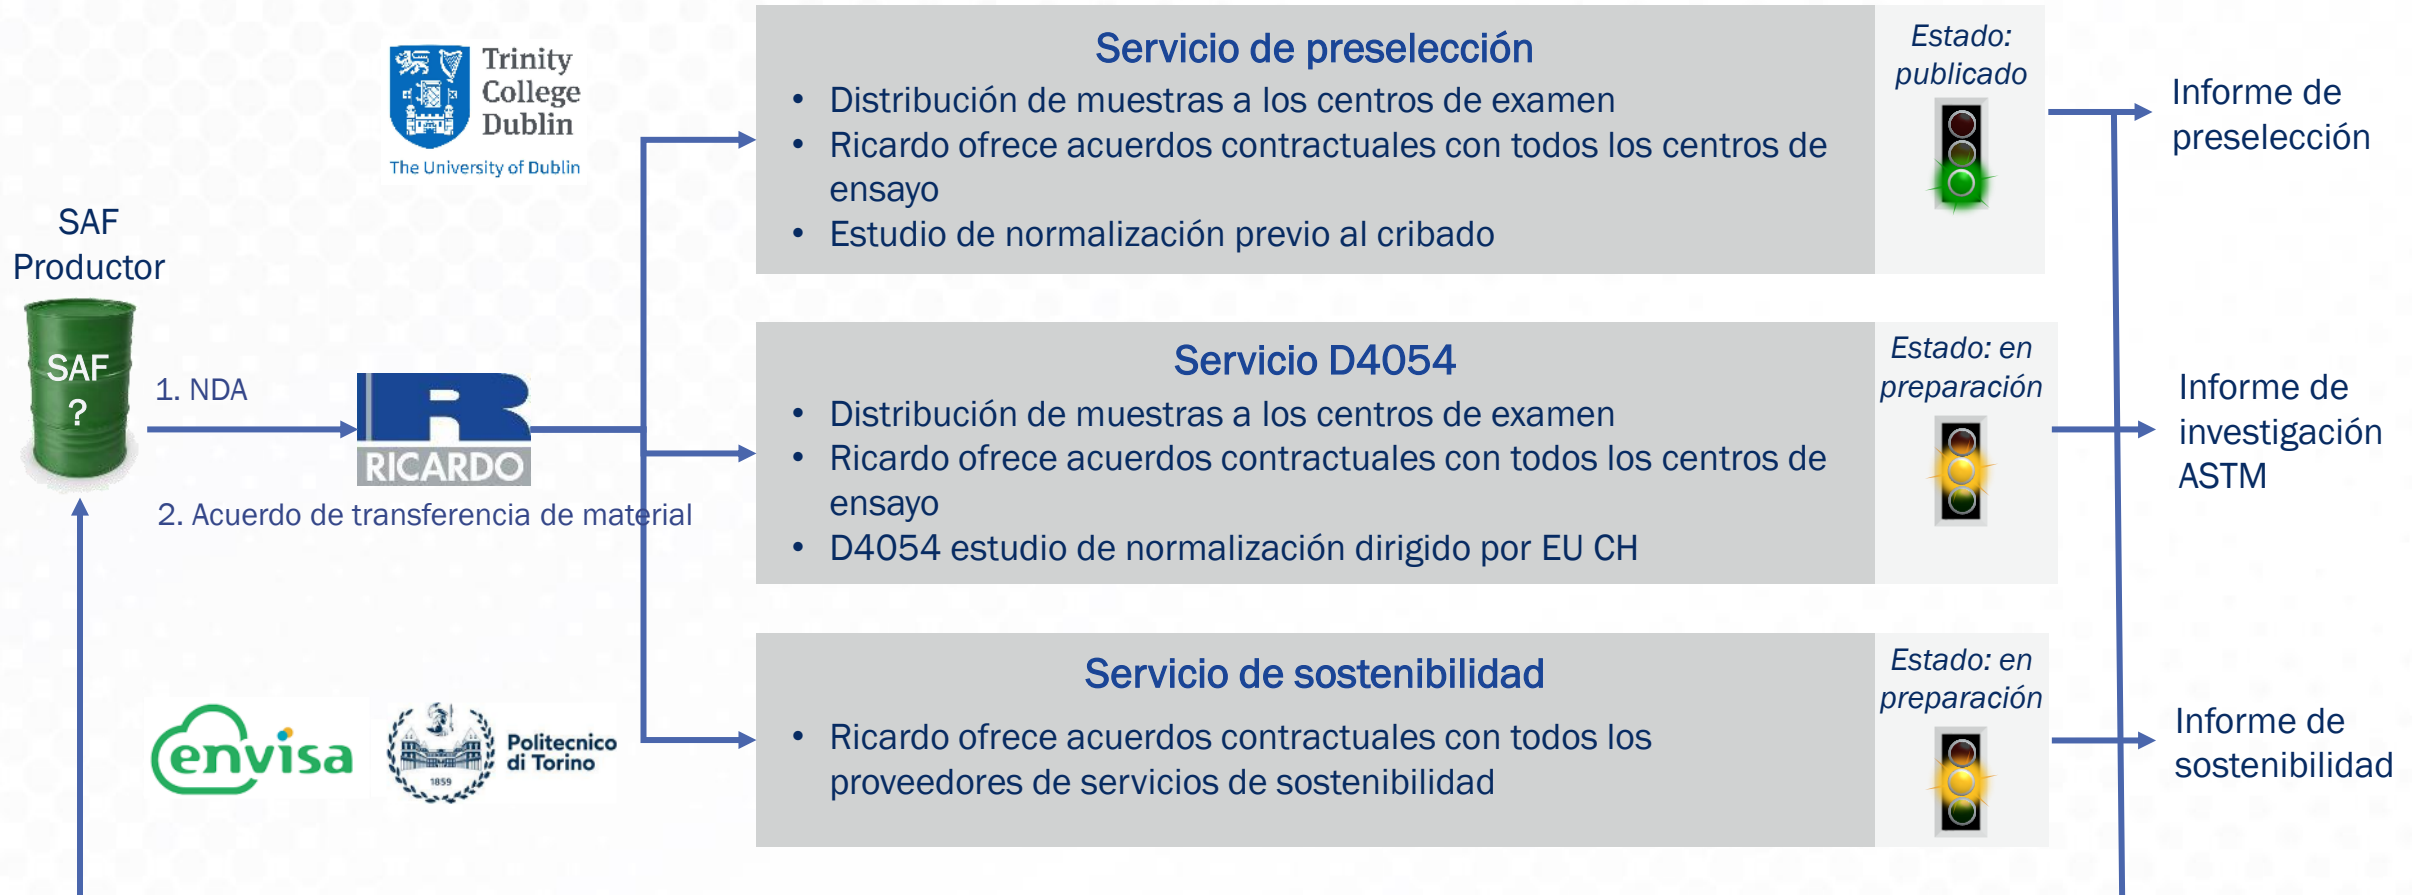 Trinity
College
Dublin
The University of Dublin
SAF
Productor
SAF
?
1. NDA
RICARDO
2. Acuerdo de transferencia de material
envisa
1859
Politecnico
di Torino
Servicio de preselección
• Distribución de muestras a los centros de examen
• Ricardo ofrece acuerdos contractuales con todos los centros de
ensayo
• Estudio de normalización previo al cribado
Estado:
publicado
Informe de
preselección
Servicio D4054
• Distribución de muestras a los centros de examen
• Ricardo ofrece acuerdos contractuales con todos los centros de
ensayo
• D4054 estudio de normalización dirigido por EU CH
Estado: en
preparación
Informe de
investigación
ASTM
Servicio de sostenibilidad
• Ricardo ofrece acuerdos contractuales con todos los
proveedores de servicios de sostenibilidad
Estado: en
preparación
Informe de
sostenibilidad